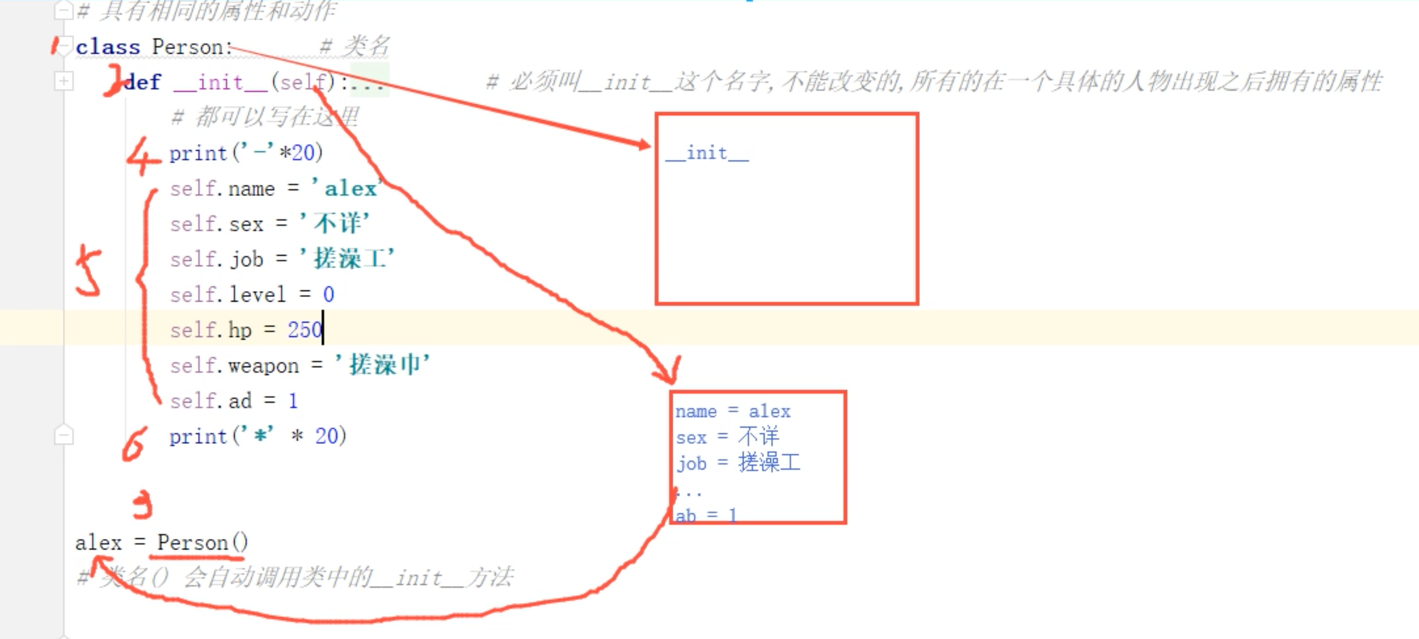 # 具有相同的属性和动作
1 class Person:        # 类名
2 def __init__(self):...        # 必须叫__init__这个名字,不能改变的,所有的在一个具体的人物出现之后拥有的属性
# 都可以写在这里
4 print('-'*20)
__init__
self.name = 'alex'
self.sex = '不详'
5 self.job = '搓澡工'
self.level = 0
self.hp = 250
self.weapon = '搓澡巾'
self.ad = 1
6 print('*' * 20)
name = alex
sex = 不详
job = 搓澡工
...
ab = 1
3
alex = Person()
# 类名() 会自动调用类中的__init__方法